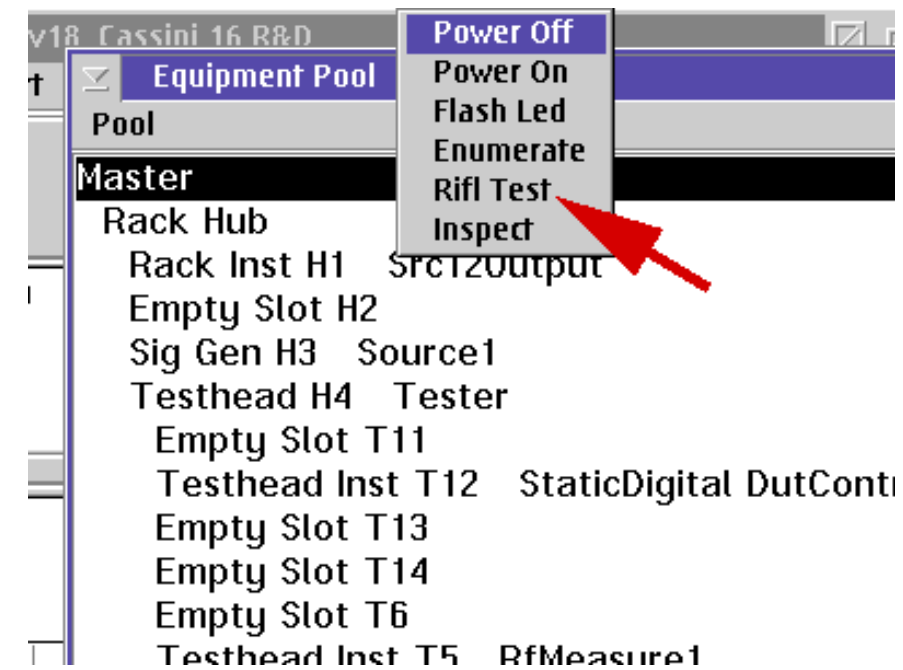 v18 Cassini 16 R&D
Power Off
Power On
Flash Led
Enumerate
Rifl Test
Inspect
Equipment Pool
Pool
Master
Rack Hub
Rack Inst H1 Src12Output
Empty Slot H2
Sig Gen H3 Source1
Testhead H4 Tester
Empty Slot T11
Testhead Inst T12 StaticDigital DutContr
Empty Slot T13
Empty Slot T14
Empty Slot T6
Testhead Inst T5 RfMeasure1